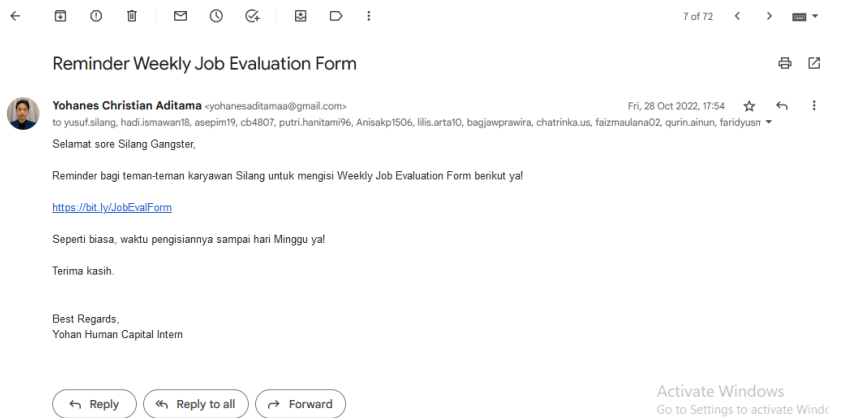 7 of 72
Reminder Weekly Job Evaluation Form
Yohanes Christian Aditama <yohanesaditamaa@gmail.com>
Fri, 28 Oct 2022, 17:54
to yusuf.silang, hadi.ismawan18, asepim19, cb4807, putri.hanitami96, Anisakp1506, lilis.arta10, bagjawprawira, chatrinka.us, faizmaulana02, qurin.ainun,
Selamat sore Silang Gangster,
Reminder bagi teman-teman karyawan Silang untuk mengisi Weekly Job Evaluation Form berikut ya!
https://bit.ly/JobEvalForm
Seperti biasa, waktu pengisiannya sampai hari Minggu ya!
Terima kasih.
Best Regards,
Yohan Human Capital Intern
Reply
Reply to all
Forward
Activate Windows
Go to Settings to activate